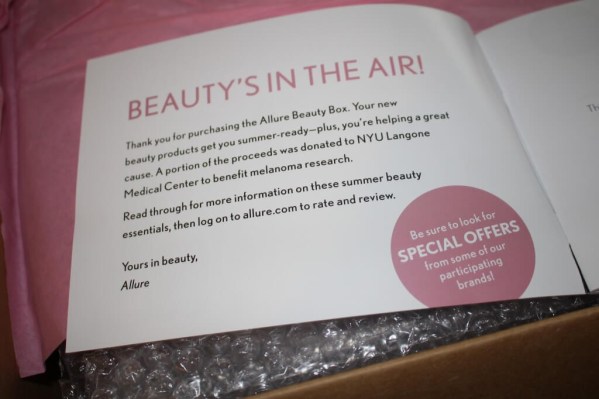 BEAUTY'S IN THE AIR!
Thank you for purchasing the Allure Beauty Box. Your new
beauty products get you summer-ready—plus, you're helping a great
cause. A portion of the proceeds was donated to NYU Langone
Medical Center to benefit melanoma research.
Read through for more information on these summer beauty
essentials, then log on to allure.com to rate and review.
Yours in beauty,
Allure
Be sure to look for
SPECIAL OFFERS
from some of our
participating
brands!